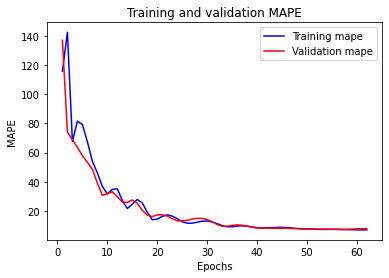 Training and validation MAPE
Training mape
Validation mape
MAPE
140
120
100
80
60
40
20
0 10 20 30 40 50 60
Epochs